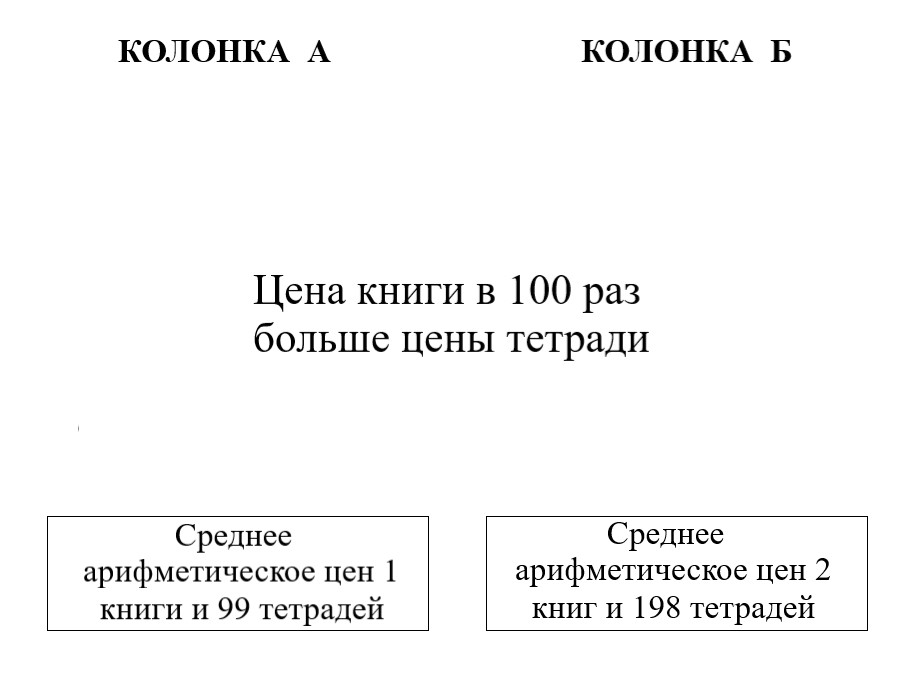 КОЛОНКА А
КОЛОНКА Б
Цена книги в 100 раз
больше цены тетради
Среднее
арифметическое цен 1
книги и 99 тетрадей
Среднее
арифметическое цен 2
книг и 198 тетрадей